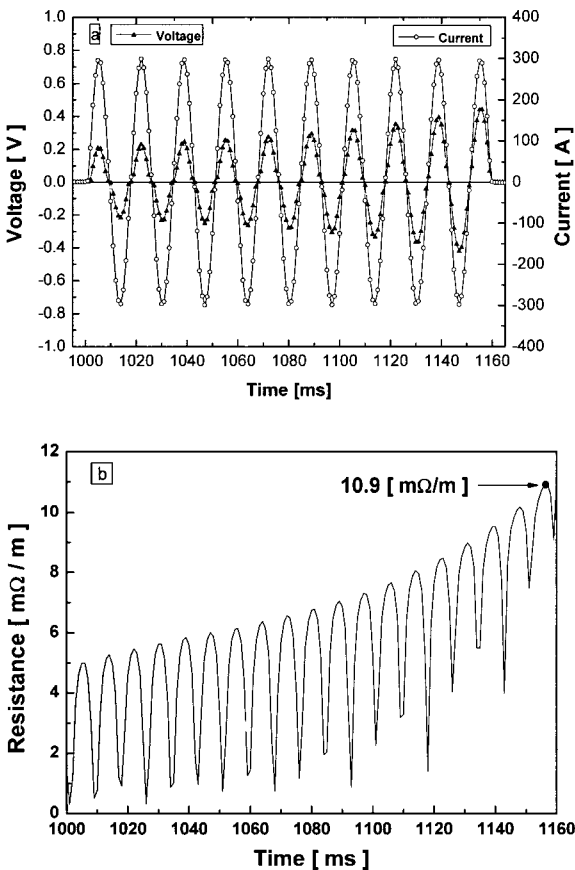 a
Voltage
Current
Voltage [ V ]
1.0
0.8
0.6
0.4
0.2
0.0
-0.2
-0.4
-0.6
-0.8
-1.0
400
300
200
100
0
-100
-200
-300
-400
Current [ A ]
1000 1020 1040 1060 1080 1100 1120 1140 1160
Time [ms]
b
10.9 [ mΩ/m ]
Resistance [ mΩ / m ]
12
10
8
6
4
2
0
1000 1020 1040 1060 1080 1100 1120 1140 1160
Time [ ms ]